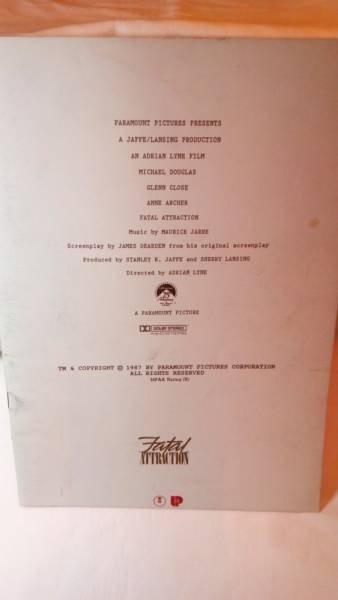 PARAMOUNT PICTURES PRESENTS
A JAFFE/LANSING PRODUCTION
AN ADRIAN LYNE FILM
MICHAEL DOUGLAS
GLENN CLOSE
ANNE ARCHER
FATAL ATTRACTION
Music by MAURICE JARRE
Screenplay by JAMES DEARDEN from his original screenplay
Produced by STANLEY R. JAFFE and SHERRY LANSING
Directed by ADRIAN LYNE
A PARAMOUNT PICTURE
DOLBY STEREO
TM & COPYRIGHT © 1987 BY PARAMOUNT PICTURES CORPORATION
ALL RIGHTS RESERVED
MPAA Rating (R)
Fatal
ATTRACTION